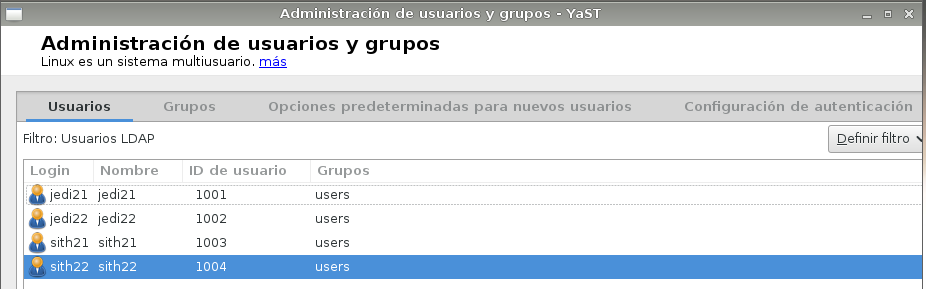 Administración de usuarios y grupos - YaST
Administración de usuarios y grupos
Linux es un sistema multiusuario. más
Usuarios Grupos Opciones predeterminadas para nuevos usuarios Configuración de autenticación
Filtro: Usuarios LDAP Definir filtro
Login Nombre ID de usuario Grupos
jedi21 jedi21 1001 users
jedi22 jedi22 1002 users
sith21 sith21 1003 users
sith22 sith22 1004 users